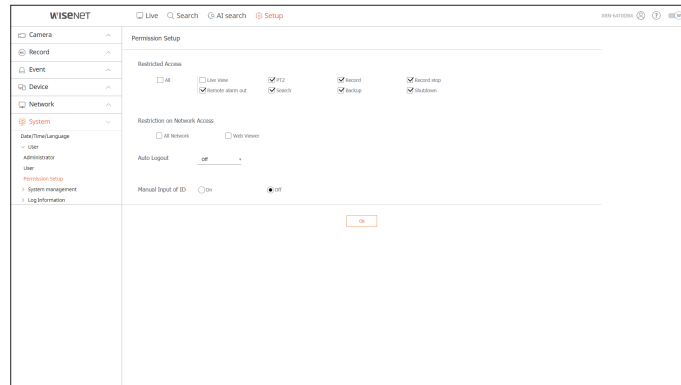 WISENET
Live Search AI search Setup
Camera
Record
Event
Device
Network
System
Date/Time/Language
User
Administrator
User
Permission Setup
System management
Log Information
Permission Setup
Restricted Access
All Live View PTZ Record Record stop
Remote alarm out Search Backup Shutdown
Restriction on Network Access
All Network Web Viewer
Auto Logout Off
Manual Input of ID On Off
Ok